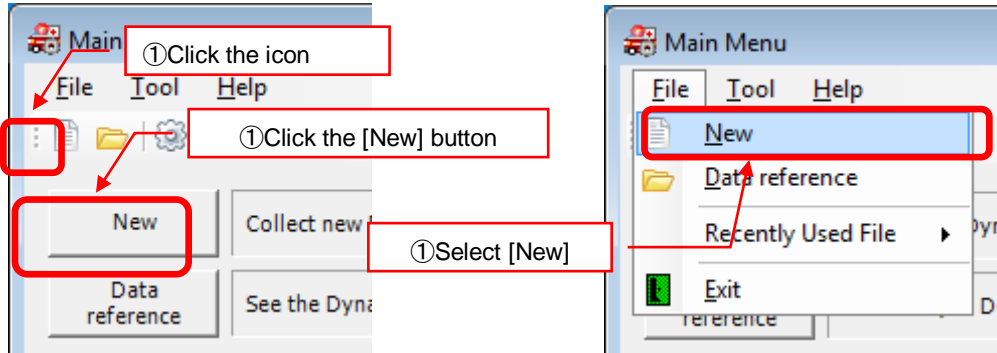 Main
①Click the icon
File Tool Help
①Click the [New] button
New
Collect new
①Select [New]
Data
reference
See the Dyna
Main Menu
File Tool Help
New
Data reference
Recently Used File
Exit
reference